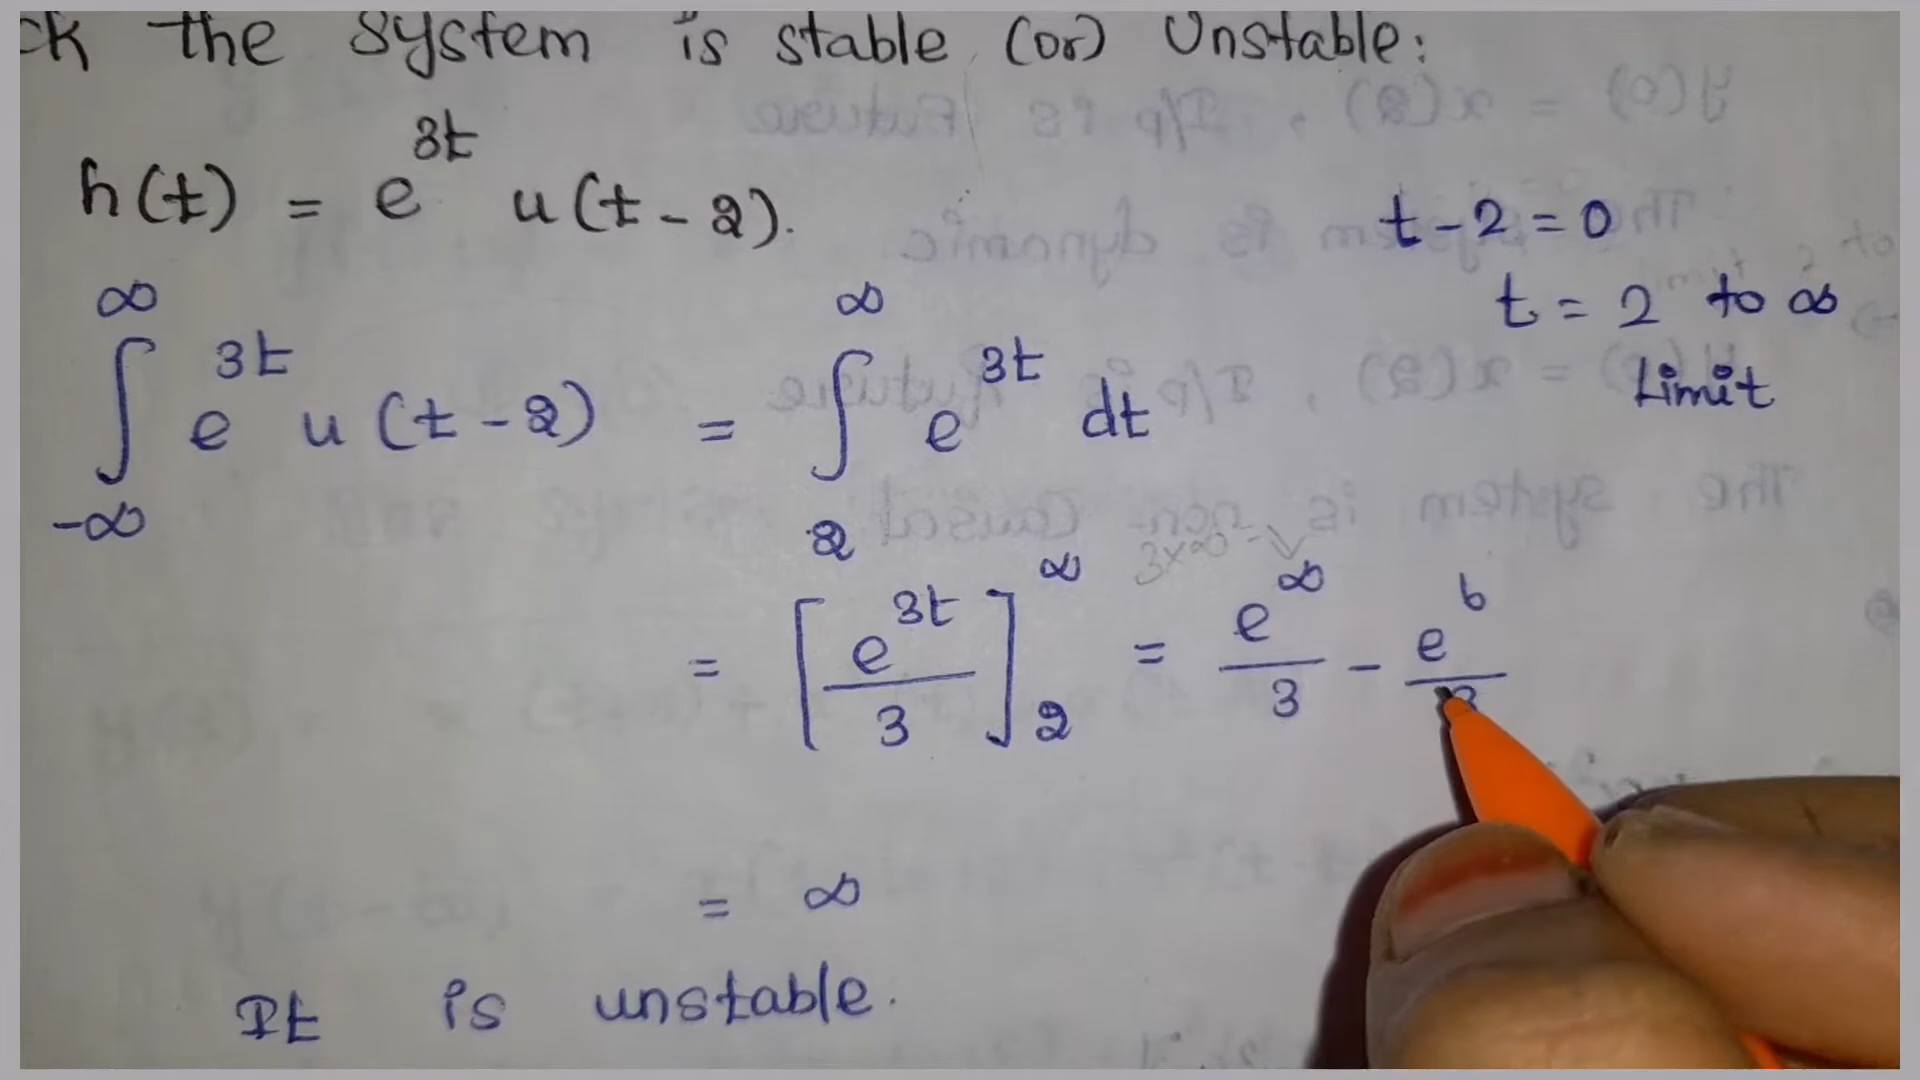 ck the system is stable (or) Unstable:
h(t) = e^{3t} u(t-2).
t-2=0
t = 2 to ∞
Limit
∫_{-∞}^{∞} e^{3t} u(t-2) = ∫_{2}^{∞} e^{3t} dt
3×∞
= [e^{3t}/3]_{2}^{∞} = e^{∞}/3 - e^{6}/3
= ∞
It is unstable.